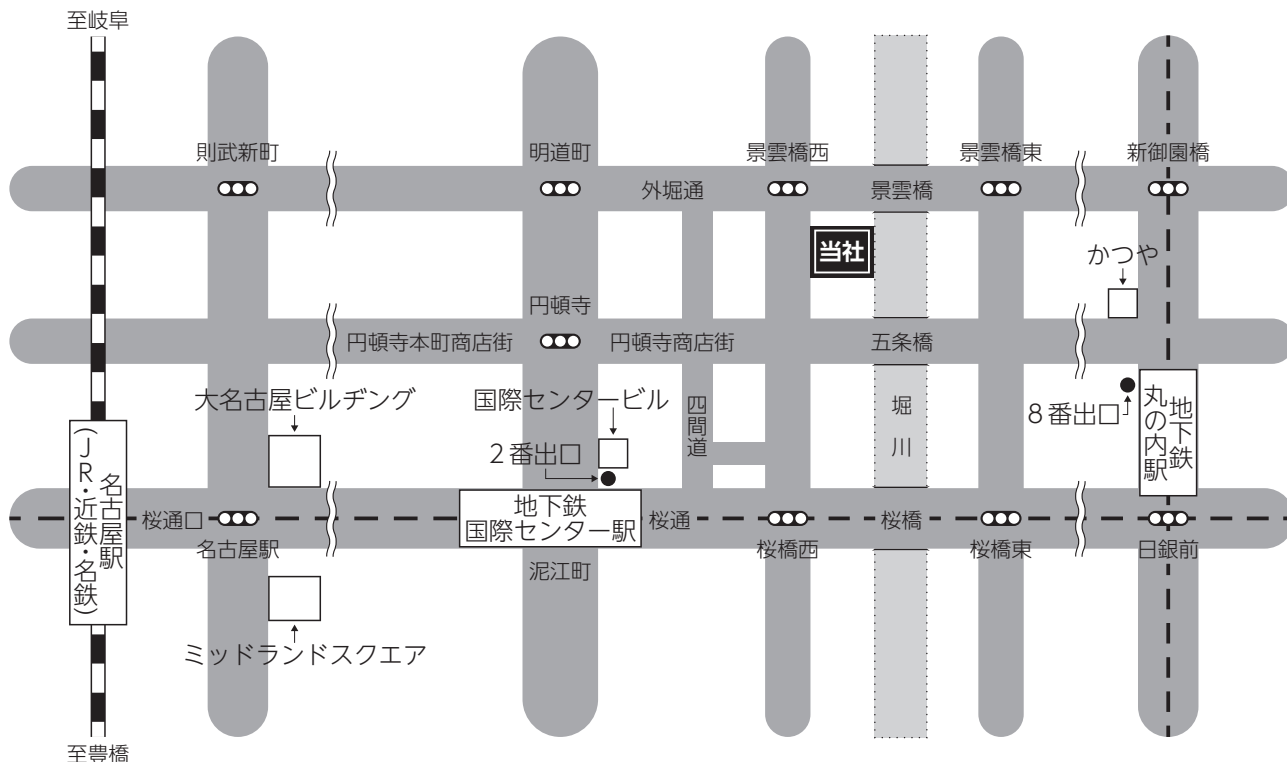 至岐阜
則武新町
明道町
景雲橋西
景雲橋東
新御園橋
外堀通
景雲橋
当社
かつや
円頓寺
円頓寺本町商店街
円頓寺商店街
五条橋
大名古屋ビルヂング
国際センタービル
四間道
堀川
8番出口
地下鉄
丸の内駅
2番出口
名古屋駅
(JR・近鉄・名鉄)
桜通口
地下鉄
国際センター駅
桜通
桜橋
名古屋駅
泥江町
桜橋西
桜橋東
日銀前
ミッドランドスクエア
至豊橋